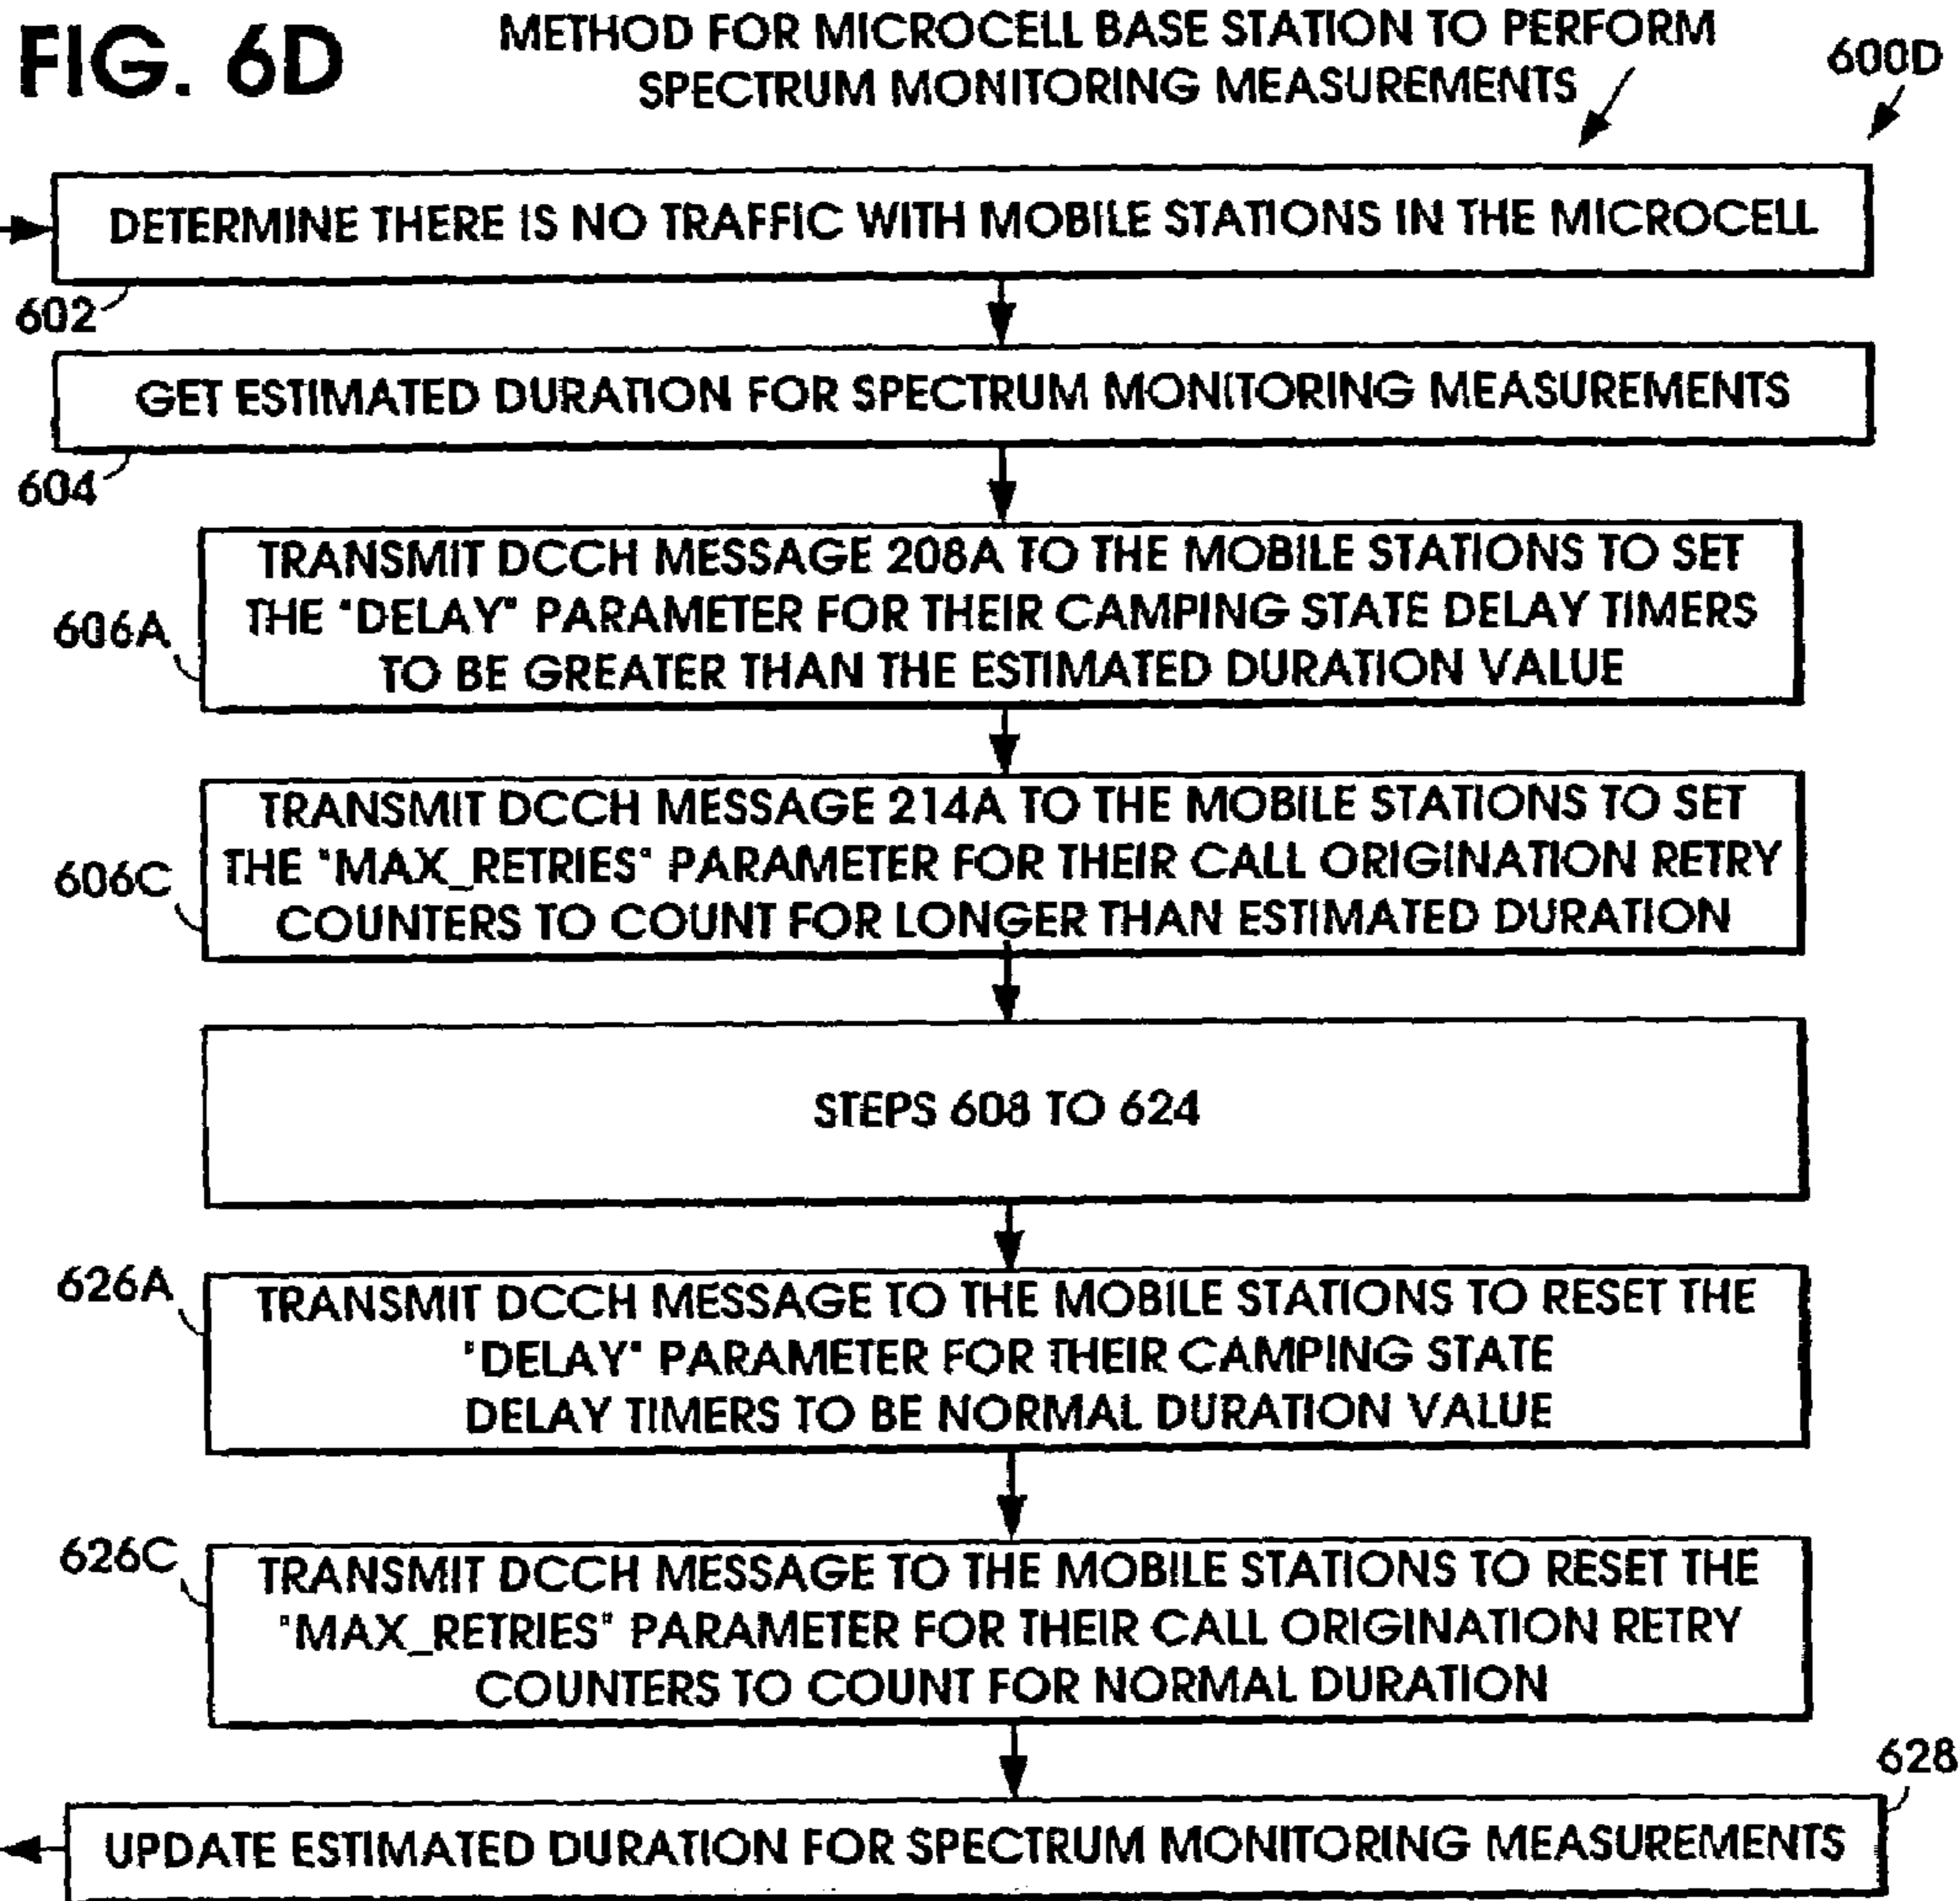 FIG. 6D
METHOD FOR MICROCELL BASE STATION TO PERFORM
SPECTRUM MONITORING MEASUREMENTS
600D
DETERMINE THERE IS NO TRAFFIC WITH MOBILE STATIONS IN THE MICROCELL
602
GET ESTIMATED DURATION FOR SPECTRUM MONITORING MEASUREMENTS
604
TRANSMIT DCCH MESSAGE 208A TO THE MOBILE STATIONS TO SET
THE "DELAY" PARAMETER FOR THEIR CAMPING STATE DELAY TIMERS
TO BE GREATER THAN THE ESTIMATED DURATION VALUE
606A
TRANSMIT DCCH MESSAGE 214A TO THE MOBILE STATIONS TO SET
THE "MAX_RETRIES" PARAMETER FOR THEIR CALL ORIGINATION RETRY
COUNTERS TO COUNT FOR LONGER THAN ESTIMATED DURATION
606C
STEPS 608 TO 624
626A
TRANSMIT DCCH MESSAGE TO THE MOBILE STATIONS TO RESET THE
"DELAY" PARAMETER FOR THEIR CAMPING STATE
DELAY TIMERS TO BE NORMAL DURATION VALUE
626C
TRANSMIT DCCH MESSAGE TO THE MOBILE STATIONS TO RESET THE
"MAX_RETRIES" PARAMETER FOR THEIR CALL ORIGINATION RETRY
COUNTERS TO COUNT FOR NORMAL DURATION
628
UPDATE ESTIMATED DURATION FOR SPECTRUM MONITORING MEASUREMENTS